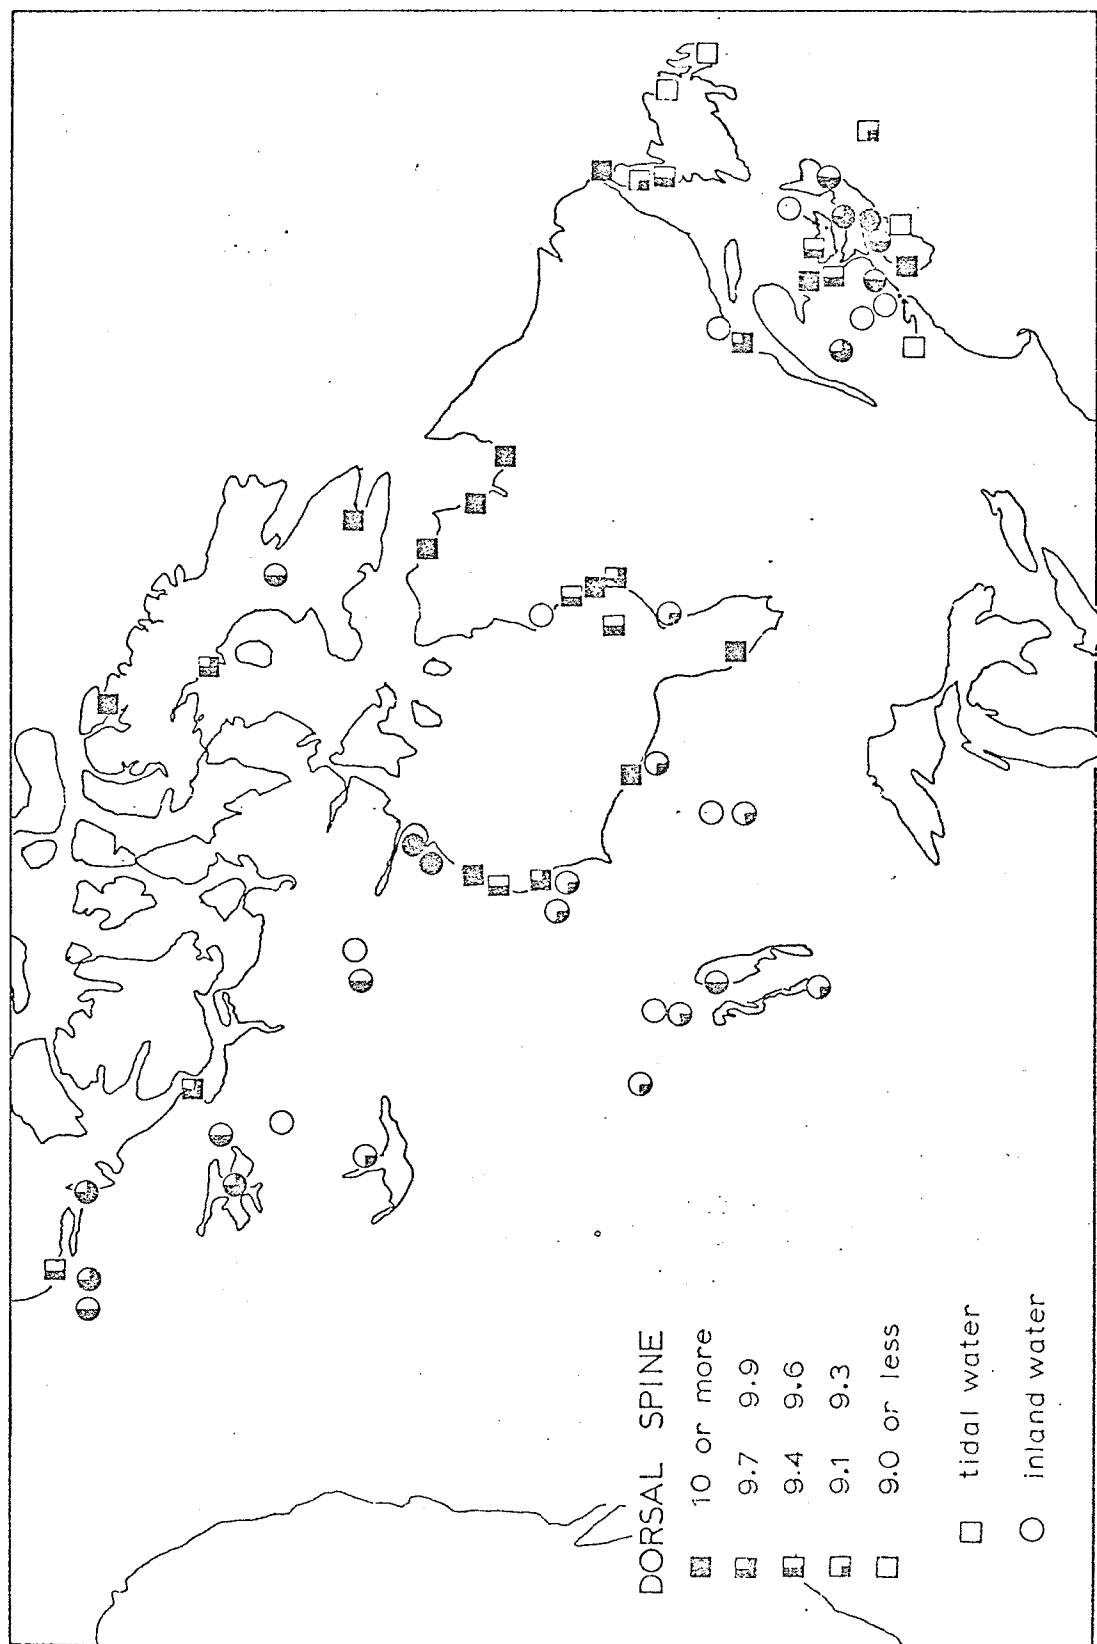 DORSAL SPINE
10 or more
9.7 9.9
9.4 9.6
9.1 9.3
9.0 or less
tidal water
inland water